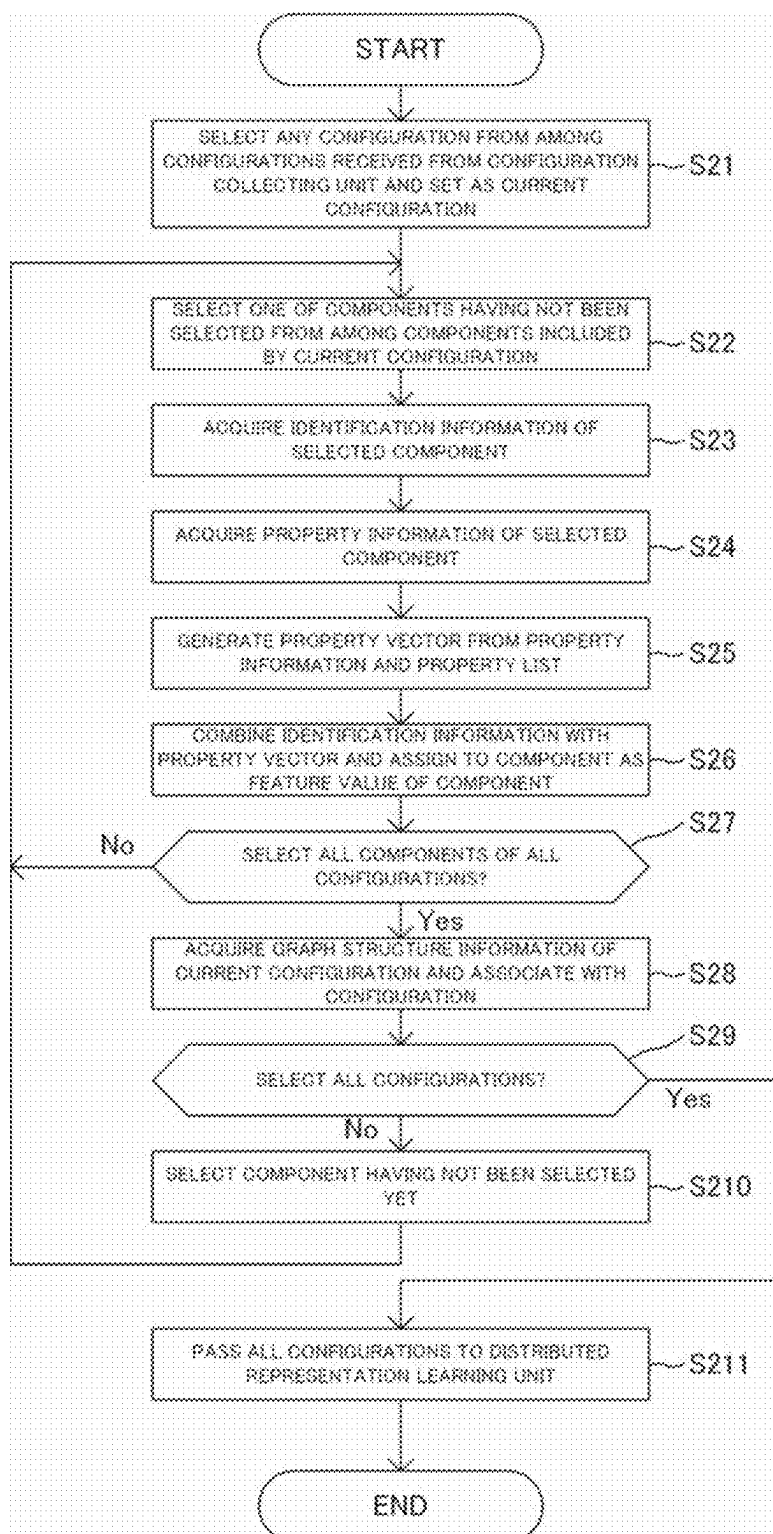 START
SELECT ANY CONFIGURATION FROM AMONG
CONFIGURATIONS RECEIVED FROM CONFIGURATION
COLLECTING UNIT AND SET AS CURRENT
CONFIGURATION
S21
SELECT ONE OF COMPONENTS HAVING NOT BEEN
SELECTED FROM AMONG COMPONENTS INCLUDED
BY CURRENT CONFIGURATION
S22
ACQUIRE IDENTIFICATION INFORMATION OF
SELECTED COMPONENT
S23
ACQUIRE PROPERTY INFORMATION OF SELECTED
COMPONENT
S24
GENERATE PROPERTY VECTOR FROM PROPERTY
INFORMATION AND PROPERTY LIST
S25
COMBINE IDENTIFICATION INFORMATION WITH
PROPERTY VECTOR AND ASSIGN TO COMPONENT AS
FEATURE VALUE OF COMPONENT
S26
S27
No
SELECT ALL COMPONENTS OF ALL
CONFIGURATIONS?
Yes
ACQUIRE GRAPH STRUCTURE INFORMATION OF
CURRENT CONFIGURATION AND ASSOCIATE WITH
CONFIGURATION
S28
S29
SELECT ALL CONFIGURATIONS?
Yes
No
SELECT COMPONENT HAVING NOT BEEN SELECTED
YET
S210
PASS ALL CONFIGURATIONS TO DISTRIBUTED
REPRESENTATION LEARNING UNIT
S211
END